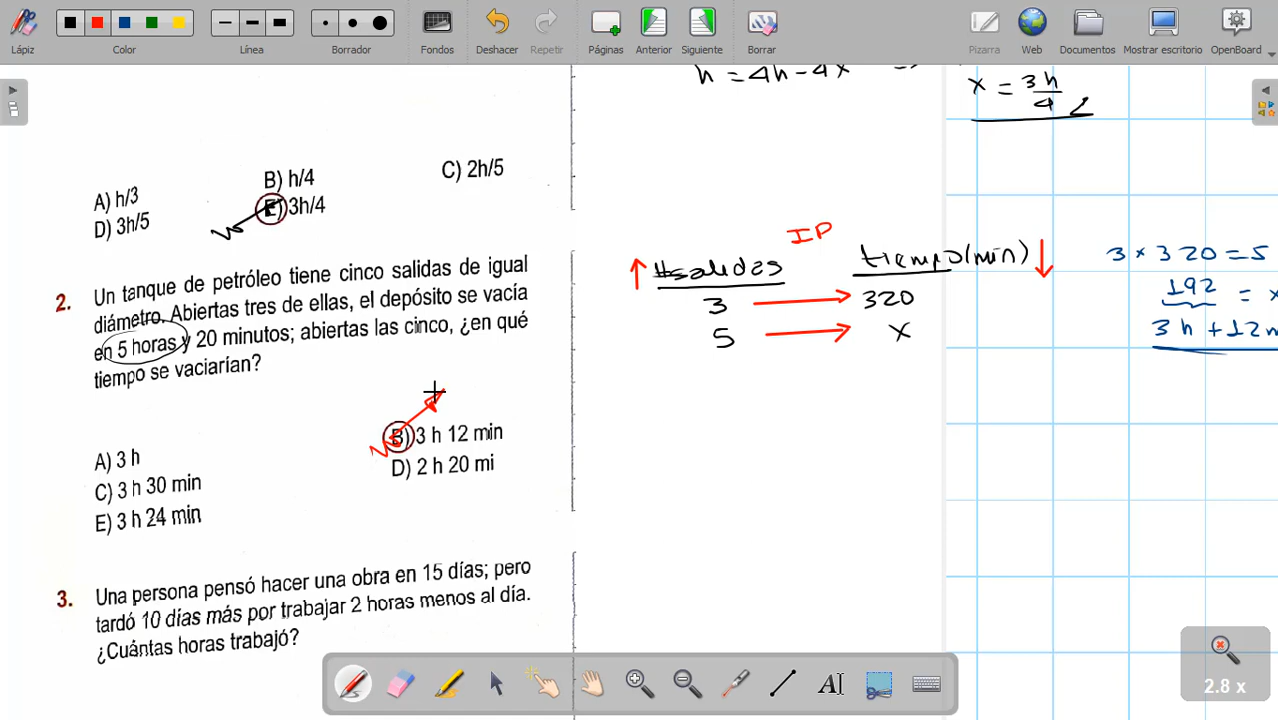 Lápiz
Color
Línea
Borrador
Fondos
Deshacer
Repetir
Páginas
Anterior
Siguiente
Borrar
Pizarra
Web
Documentos
Mostrar escritorio
OpenBoard
h = 4h - 4x
x = 3h/4
A) h/3
B) h/4
C) 2h/5
D) 3h/5
E) 3h/4
2. Un tanque de petróleo tiene cinco salidas de igual
diámetro. Abiertas tres de ellas, el depósito se vacía
en 5 horas y 20 minutos; abiertas las cinco, ¿en qué
tiempo se vaciarían?
A) 3 h
B) 3 h 12 min
C) 3 h 30 min
D) 2 h 20 mi
E) 3 h 24 min
IP
#salidas tiempo(min)
3 320
5 x
3 × 320 = 5
192 = x
3 h + 12 m
3. Una persona pensó hacer una obra en 15 días; pero
tardó 10 días más por trabajar 2 horas menos al día.
¿Cuántas horas trabajó?
2.8 x